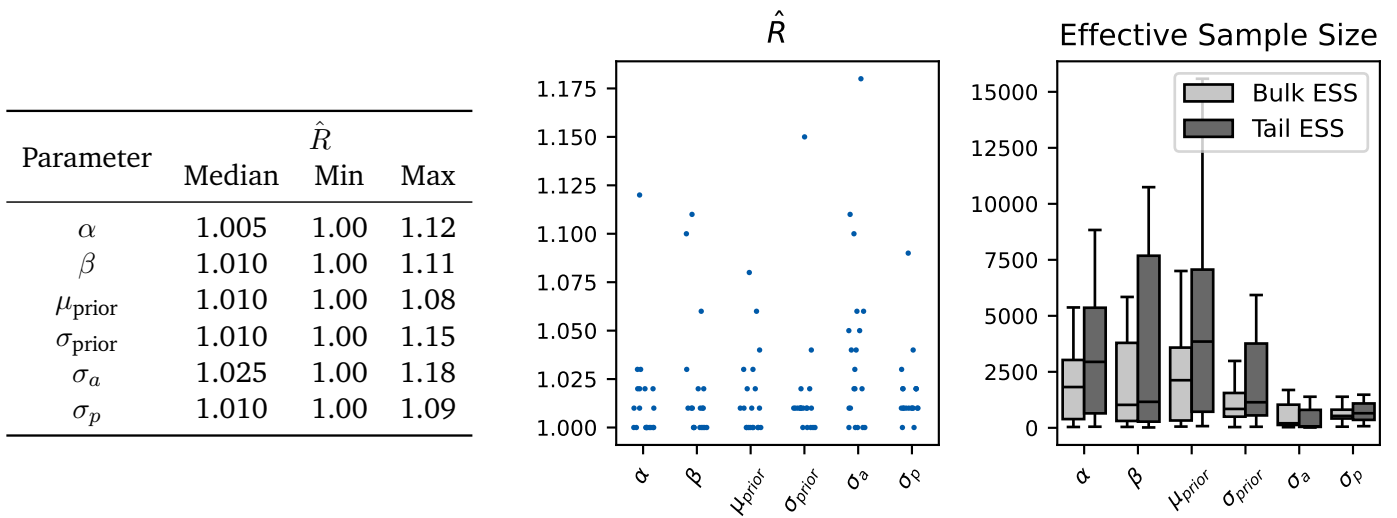 Parameter
R̂
Median Min Max
α 1.005 1.00 1.12
β 1.010 1.00 1.11
μprior 1.010 1.00 1.08
σprior 1.010 1.00 1.15
σa 1.025 1.00 1.18
σp 1.010 1.00 1.09
R̂
1.175
1.150
1.125
1.100
1.075
1.050
1.025
1.000
α β μprior σprior σa σp
Effective Sample Size
Bulk ESS
Tail ESS
15000
12500
10000
7500
5000
2500
0
α β μprior σprior σa σp